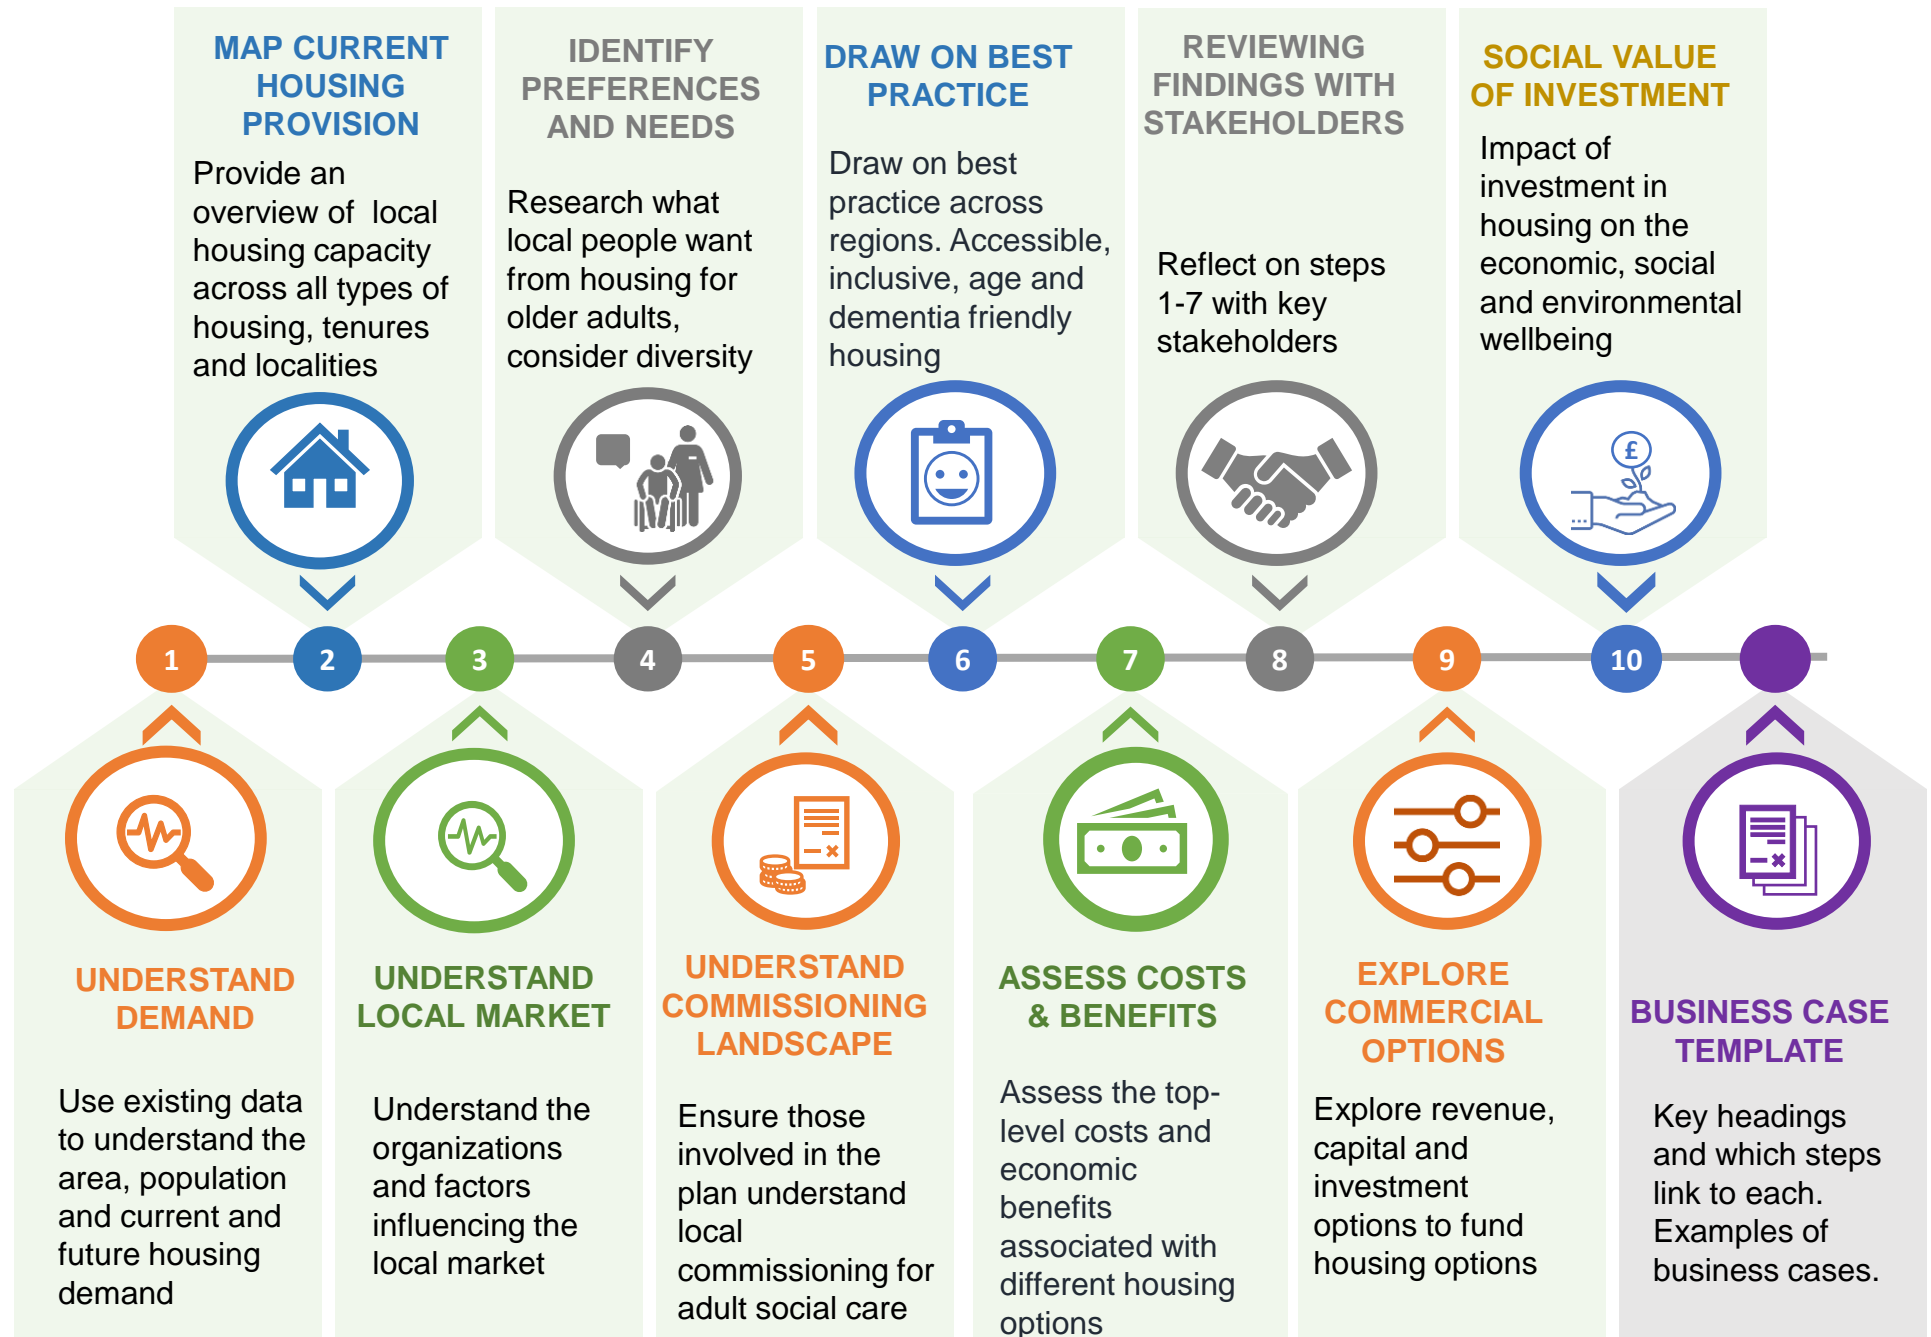 MAP CURRENT
HOUSING
PROVISION
Provide an
overview of local
housing capacity
across all types of
housing, tenures
and localities
IDENTIFY
PREFERENCES
AND NEEDS
Research what
local people want
from housing for
older adults,
consider diversity
DRAW ON BEST
PRACTICE
Draw on best
practice across
regions. Accessible,
inclusive, age and
dementia friendly
housing
REVIEWING
FINDINGS WITH
STAKEHOLDERS
Reflect on steps
1-7 with key
stakeholders
SOCIAL VALUE
OF INVESTMENT
Impact of
investment in
housing on the
economic, social
and environmental
wellbeing
£
1
2
3
4
5
6
7
8
9
10
UNDERSTAND
DEMAND
Use existing data
to understand the
area, population
and current and
future housing
demand
UNDERSTAND
LOCAL MARKET
Understand the
organizations
and factors
influencing the
local market
UNDERSTAND
COMMISSIONING
LANDSCAPE
Ensure those
involved in the
plan understand
local
commissioning for
adult social care
ASSESS COSTS
& BENEFITS
Assess the top-
level costs and
economic
benefits
associated with
different housing
options
EXPLORE
COMMERCIAL
OPTIONS
Explore revenue,
capital and
investment
options to fund
housing options
BUSINESS CASE
TEMPLATE
Key headings
and which steps
link to each.
Examples of
business cases.